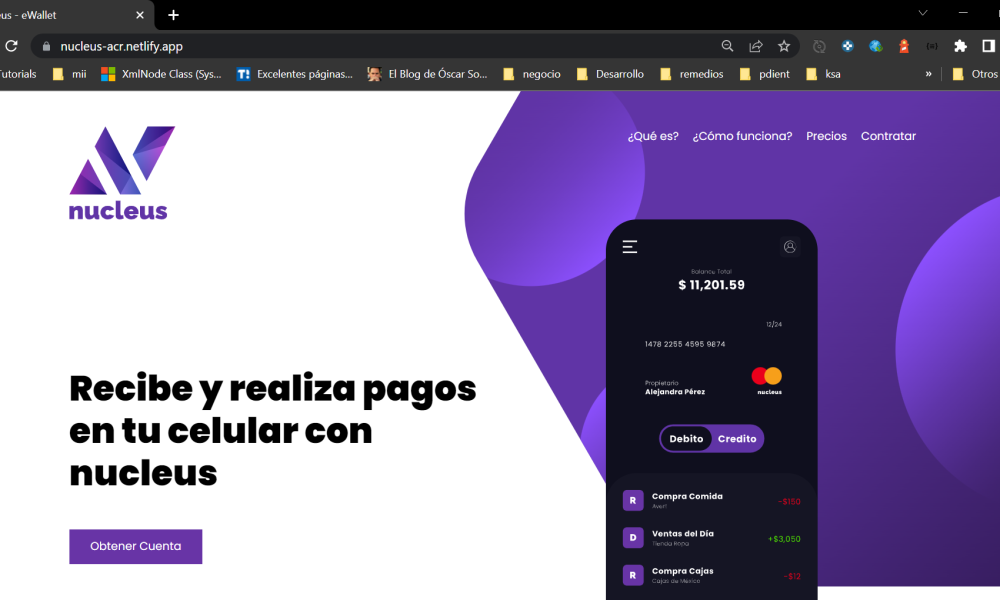 us - eWallet
nucleus-acr.netlify.app
Tutorials
mii
XmlNode Class (Sys...
T!
Excelentes páginas...
El Blog de Óscar So...
negocio
Desarrollo
remedios
pdient
ksa
»
Otros
nucleus
¿Qué es?
¿Cómo funciona?
Precios
Contratar
Recibe y realiza pagos
en tu celular con
nucleus
Obtener Cuenta
Balance Total
$ 11,201.59
12/24
1478 2255 4595 9874
Propietario
Alejandra Pérez
nucleus
Debito
Credito
R
Compra Comida
Ayer!
-$150
D
Ventas del Día
Tienda Ropa
+$3,050
R
Compra Cajas
Cajas de México
-$12